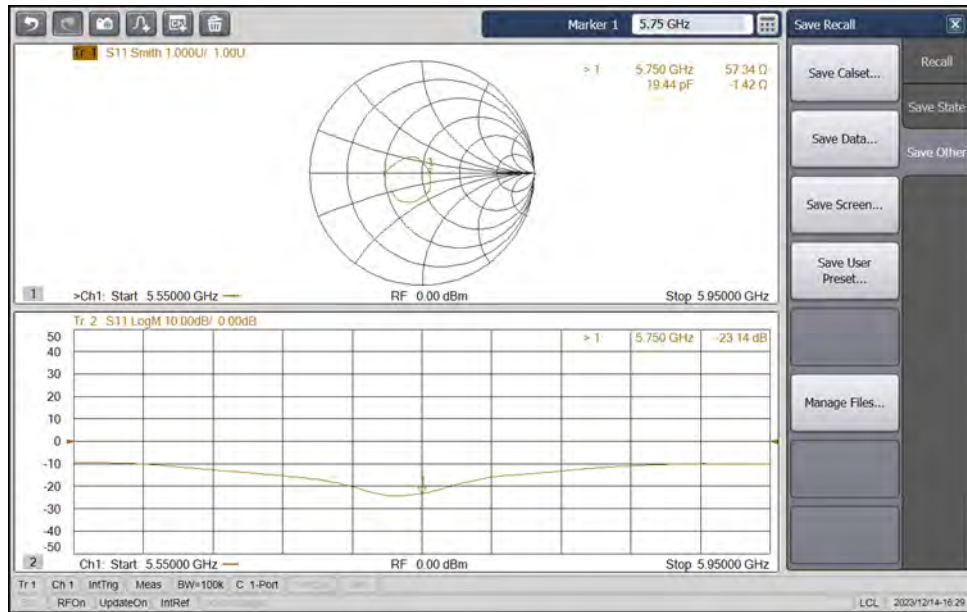 Marker 1 5.75 GHz
Save Recall
Tr 1 S11 Smith 1.000U/ 1.00U
> 1 5.750 GHz 57.34 Ω
19.44 pF -1.42 Ω
1
1 >Ch1: Start 5.55000 GHz RF 0.00 dBm Stop 5.95000 GHz
Tr 2 S11 LogM 10.00dB/ 0.00dB
> 1 5.750 GHz -23.14 dB
50
40
30
20
10
0
-10
-20
-30
-40
-50
1
2 Ch1: Start 5.55000 GHz RF 0.00 dBm Stop 5.95000 GHz
Save Calset...
Save Data...
Save Screen...
Save User
Preset...
Manage Files...
Recall
Save State
Save Other
Tr 1 Ch 1 IntTrig Meas BW=100k C 1-Port
RFOn UpdateOn IntRef
LCL 2023/12/14-16:29